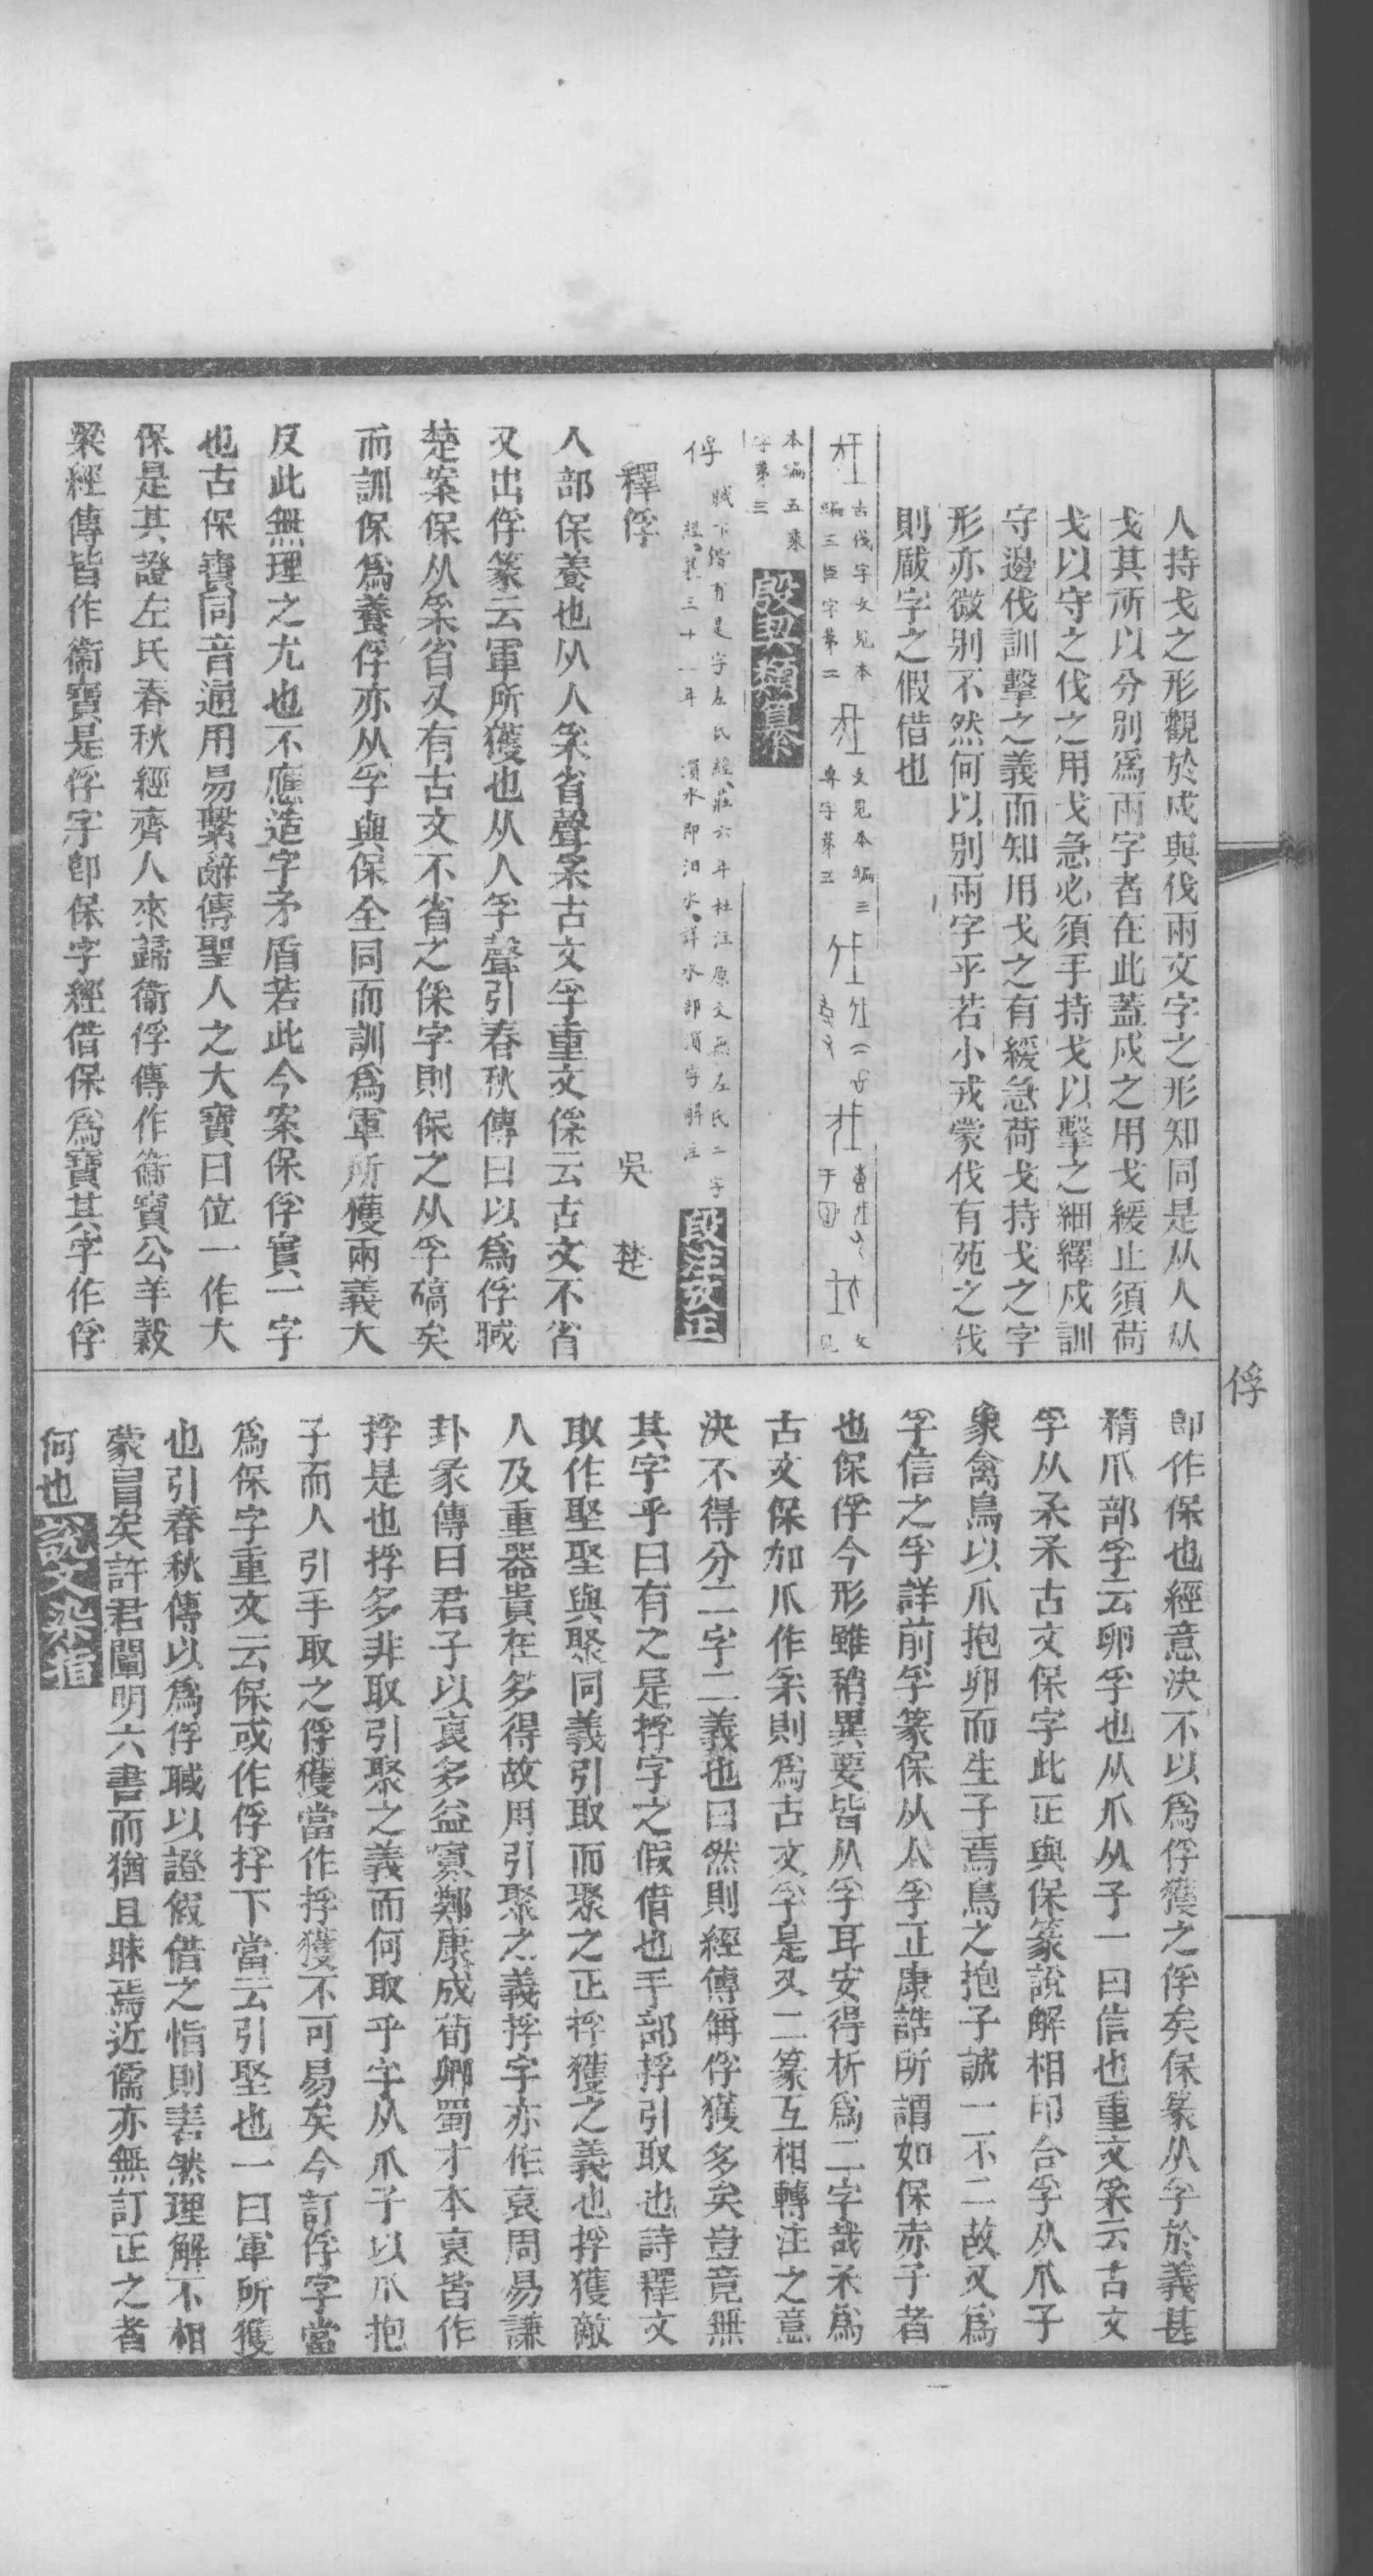 人持戈之形觀於戍與伐兩文字之形知同是从人从
戈其所以分別爲兩字者在此蓋戍之用戈緩止須荷
戈以守之伐之用戈急必須手持戈以擊之細繹戍訓
守邊伐訓擊之義而知用戈之有緩急荷戈持戈之字
形亦微別不然何以別兩字乎若小戎蒙伐有苑之伐
則瞂字之假借也
古伐字文見本
編三臣字第二
文見本編三
專字第三
文
見
本編五東
字第三
殷契類纂
俘
賊下偕有是字左氏經莊六年杜注原文無左氏二字
經莊三十一年 涓水即汨水詳水部涓字解注
段注攷正
釋俘
吳楚
人部保養也从人𤓽省聲𤓽古文孚重文保云古文不省
又出俘篆云軍所獲也从人孚聲引春秋傳曰以爲俘聝
楚案保从𤓽省又有古文不省之保字則保之从孚碻矣
而訓保爲養俘亦从孚與保全同而訓爲軍所獲兩義大
反此無理之尤也不應造字矛盾若此今案保俘實一字
也古保寶同音通用易繫辭傳聖人之大寶曰位一作大
保是其證左氏春秋經齊人來歸衞俘傳作衞寶公羊穀
梁經傳皆作衞寶是俘字卽保字經借保爲寶其字作俘
俘
卽作保也經意決不以爲俘獲之俘矣保篆从孚於義甚
精爪部孚云卵孚也从爪从子一曰信也重文𤓽云古文
孚从𣎼𣎼古文保字此正與保篆說解相印合孚从爪子
象禽鳥以爪抱卵而生子焉鳥之抱子誠一不二故又爲
孚信之孚詳前孚篆保从人孚正康誥所謂如保赤子者
也保俘今形雖稍異要皆从孚耳安得析爲二字哉𣎼爲
古文保加爪作𤓽則爲古文孚是又二篆互相轉注之意
決不得分二字二義也曰然則經傳偁俘獲多矣豈竟無
其字乎曰有之是捊字之假借也手部捊引取也詩釋文
取作堅堅與聚同義引取而聚之正捊獲之義也捊獲敵
人及重器貴在多得故用引聚之義捊字亦作裒周易謙
卦彖傳曰君子以裒多益寡鄭康成荀卿蜀才本裒皆作
捊是也捊多非取引聚之義而何取乎字从爪子以爪抱
子而人引手取之俘獲當作捊獲不可易矣今訂俘字當
爲保字重文云保或作俘捊下當云引堅也一曰軍所獲
也引春秋傳以爲俘聝以證假借之恉則善然理解不相
蒙冒矣許君闡明六書而猶且昧焉近儒亦無訂正之者
何也
說文染指